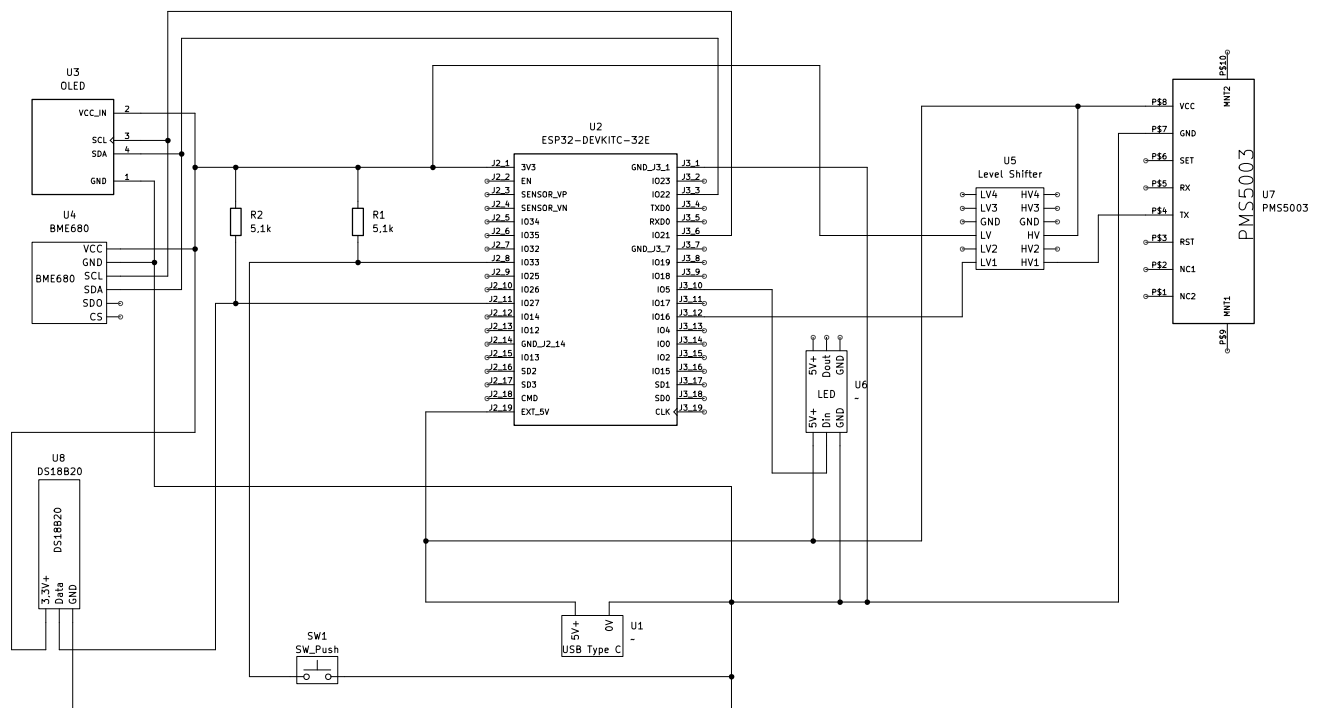 U3
OLED
VCC_IN 2
SCL 3
SDA 4
GND 1
U4
BME680
BME680
VCC
GND
SCL
SDA
SDO
CS
R2
5,1k
R1
5,1k
U2
ESP32-DEVKITC-32E
J2_1 3V3
J2_2 EN
J2_3 SENSOR_VP
J2_4 SENSOR_VN
J2_5 IO34
J2_6 IO35
J2_7 IO32
J2_8 IO33
J2_9 IO25
J2_10 IO26
J2_11 IO27
J2_12 IO14
J2_13 IO12
J2_14 GND_J2_14
J2_15 IO13
J2_16 SD2
J2_17 SD3
J2_18 CMD
J2_19 EXT_5V
GND_J3_1 J3_1
IO23 J3_2
IO22 J3_3
TXD0 J3_4
RXD0 J3_5
IO21 J3_6
GND_J3_7 J3_7
IO19 J3_8
IO18 J3_9
IO5 J3_10
IO17 J3_11
IO16 J3_12
IO4 J3_13
IO0 J3_14
IO2 J3_15
IO15 J3_16
SD1 J3_17
SD0 J3_18
CLK J3_19
U5
Level Shifter
LV4 HV4
LV3 HV3
GND GND
LV HV
LV2 HV2
LV1 HV1
P$10
MNT2
P$8 VCC
P$7 GND
P$6 SET
P$5 RX
P$4 TX
P$3 RST
P$2 NC1
P$1 NC2
MNT1
P$9
PMS5003
U7
PMS5003
5V+ Dout GND
LED
5V+ Din GND
U6
-
U8
DS18B20
DS18B20
3,3V+ Data GND
SW1
SW_Push
5V+ 0V
USB Type C
U1
-